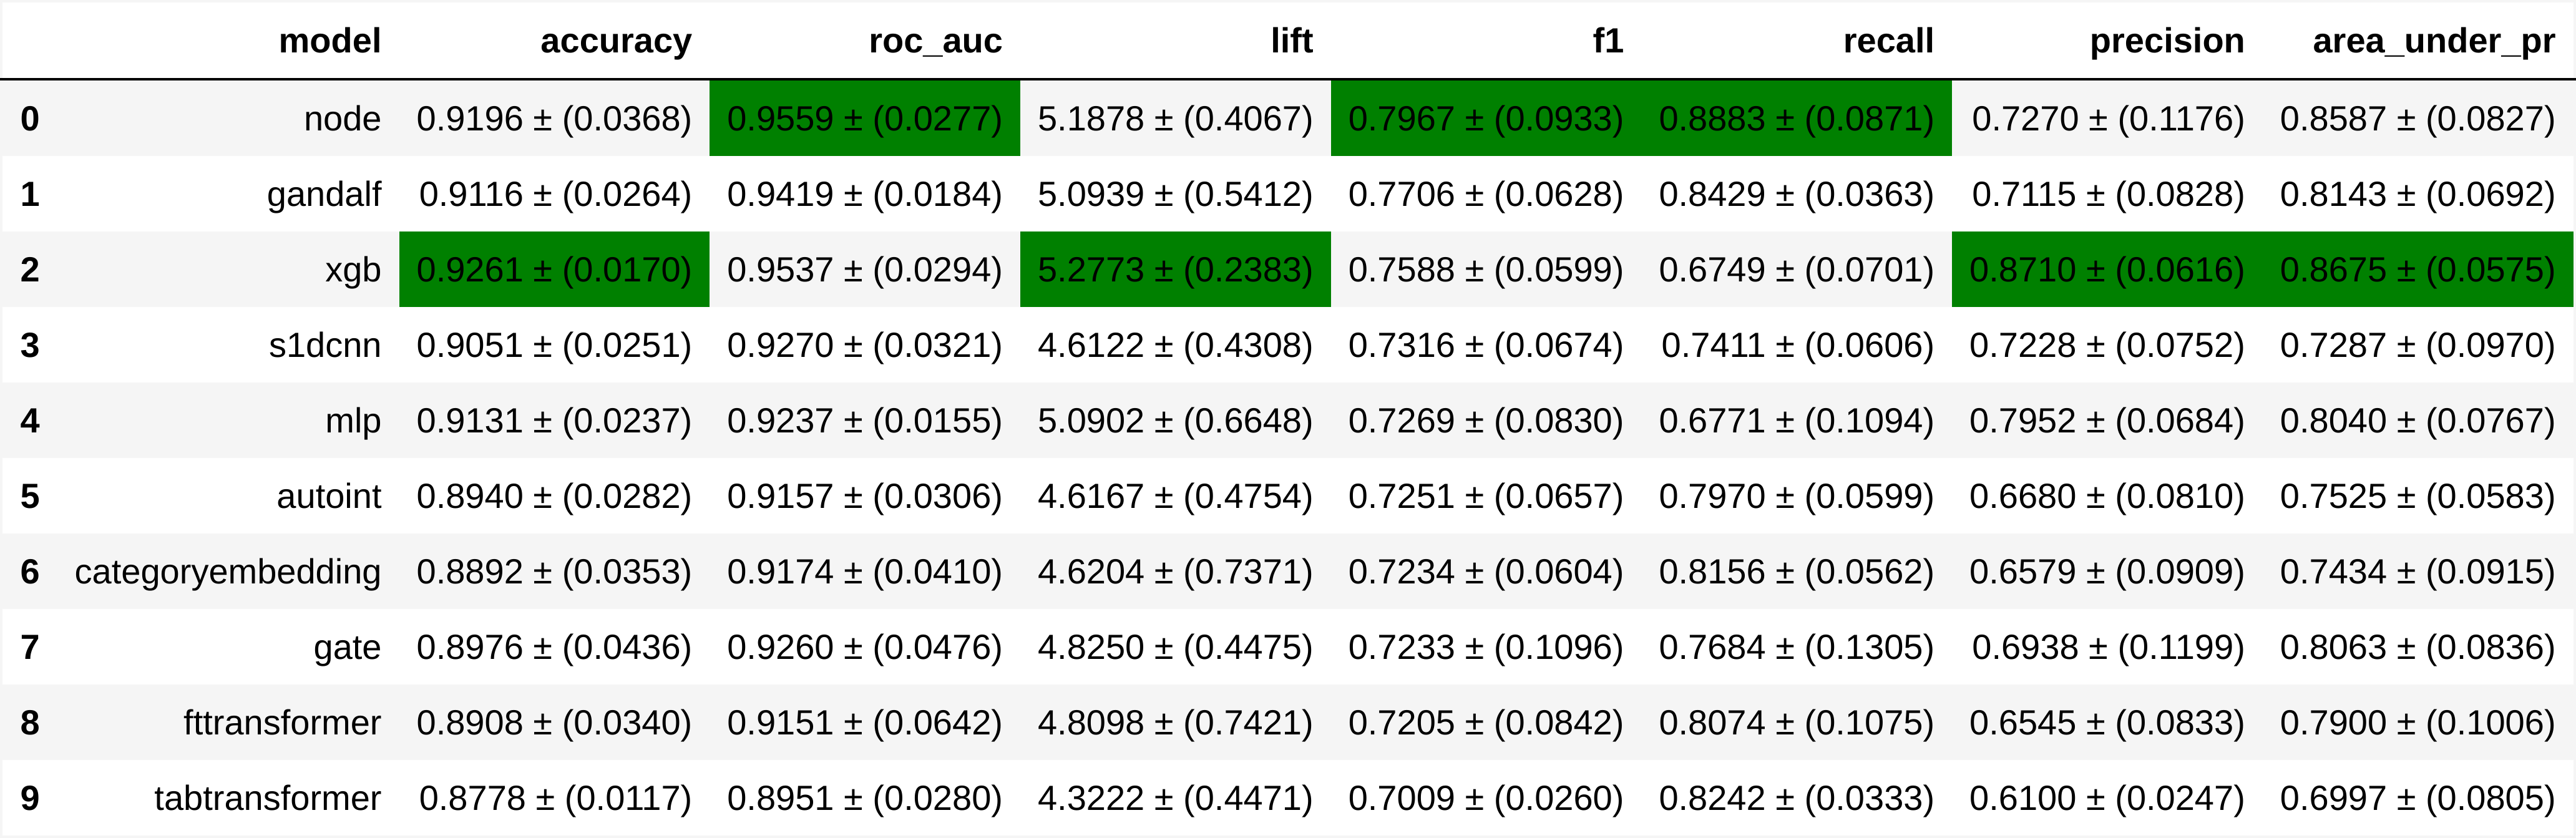 model accuracy roc_auc lift f1 recall precision area_under_pr
0 node 0.9196 ± (0.0368) 0.9559 ± (0.0277) 5.1878 ± (0.4067) 0.7967 ± (0.0933) 0.8883 ± (0.0871) 0.7270 ± (0.1176) 0.8587 ± (0.0827)
1 gandalf 0.9116 ± (0.0264) 0.9419 ± (0.0184) 5.0939 ± (0.5412) 0.7706 ± (0.0628) 0.8429 ± (0.0363) 0.7115 ± (0.0828) 0.8143 ± (0.0692)
2 xgb 0.9261 ± (0.0170) 0.9537 ± (0.0294) 5.2773 ± (0.2383) 0.7588 ± (0.0599) 0.6749 ± (0.0701) 0.8710 ± (0.0616) 0.8675 ± (0.0575)
3 s1dcnn 0.9051 ± (0.0251) 0.9270 ± (0.0321) 4.6122 ± (0.4308) 0.7316 ± (0.0674) 0.7411 ± (0.0606) 0.7228 ± (0.0752) 0.7287 ± (0.0970)
4 mlp 0.9131 ± (0.0237) 0.9237 ± (0.0155) 5.0902 ± (0.6648) 0.7269 ± (0.0830) 0.6771 ± (0.1094) 0.7952 ± (0.0684) 0.8040 ± (0.0767)
5 autoint 0.8940 ± (0.0282) 0.9157 ± (0.0306) 4.6167 ± (0.4754) 0.7251 ± (0.0657) 0.7970 ± (0.0599) 0.6680 ± (0.0810) 0.7525 ± (0.0583)
6 categoryembedding 0.8892 ± (0.0353) 0.9174 ± (0.0410) 4.6204 ± (0.7371) 0.7234 ± (0.0604) 0.8156 ± (0.0562) 0.6579 ± (0.0909) 0.7434 ± (0.0915)
7 gate 0.8976 ± (0.0436) 0.9260 ± (0.0476) 4.8250 ± (0.4475) 0.7233 ± (0.1096) 0.7684 ± (0.1305) 0.6938 ± (0.1199) 0.8063 ± (0.0836)
8 fttransformer 0.8908 ± (0.0340) 0.9151 ± (0.0642) 4.8098 ± (0.7421) 0.7205 ± (0.0842) 0.8074 ± (0.1075) 0.6545 ± (0.0833) 0.7900 ± (0.1006)
9 tabtransformer 0.8778 ± (0.0117) 0.8951 ± (0.0280) 4.3222 ± (0.4471) 0.7009 ± (0.0260) 0.8242 ± (0.0333) 0.6100 ± (0.0247) 0.6997 ± (0.0805)